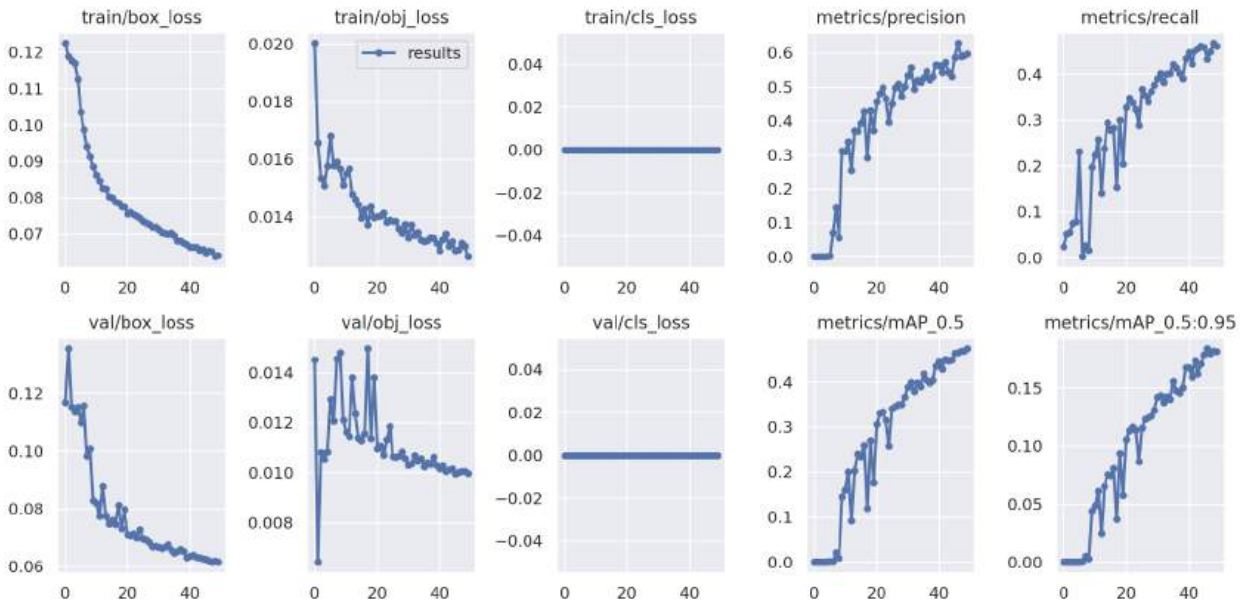 train/box_loss
train/obj_loss
train/cls_loss
metrics/precision
metrics/recall
0.12
0.11
0.10
0.09
0.08
0.07
0 20 40
0.020
0.018
0.016
0.014
results
0 20 40
0.04
0.02
0.00
−0.02
−0.04
0 20 40
0.6
0.5
0.4
0.3
0.2
0.1
0.0
0 20 40
0.4
0.3
0.2
0.1
0.0
0 20 40
val/box_loss
val/obj_loss
val/cls_loss
metrics/mAP_0.5
metrics/mAP_0.5:0.95
0.12
0.10
0.08
0.06
0 20 40
0.014
0.012
0.010
0.008
0 20 40
0.04
0.02
0.00
−0.02
−0.04
0 20 40
0.4
0.3
0.2
0.1
0.0
0 20 40
0.15
0.10
0.05
0.00
0 20 40